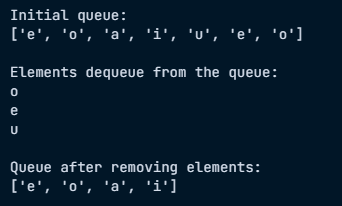 Initial queue:
['e', 'o', 'a', 'i', 'u', 'e', 'o']
Elements dequeue from the queue:
o
e
u
Queue after removing elements:
['e', 'o', 'a', 'i']